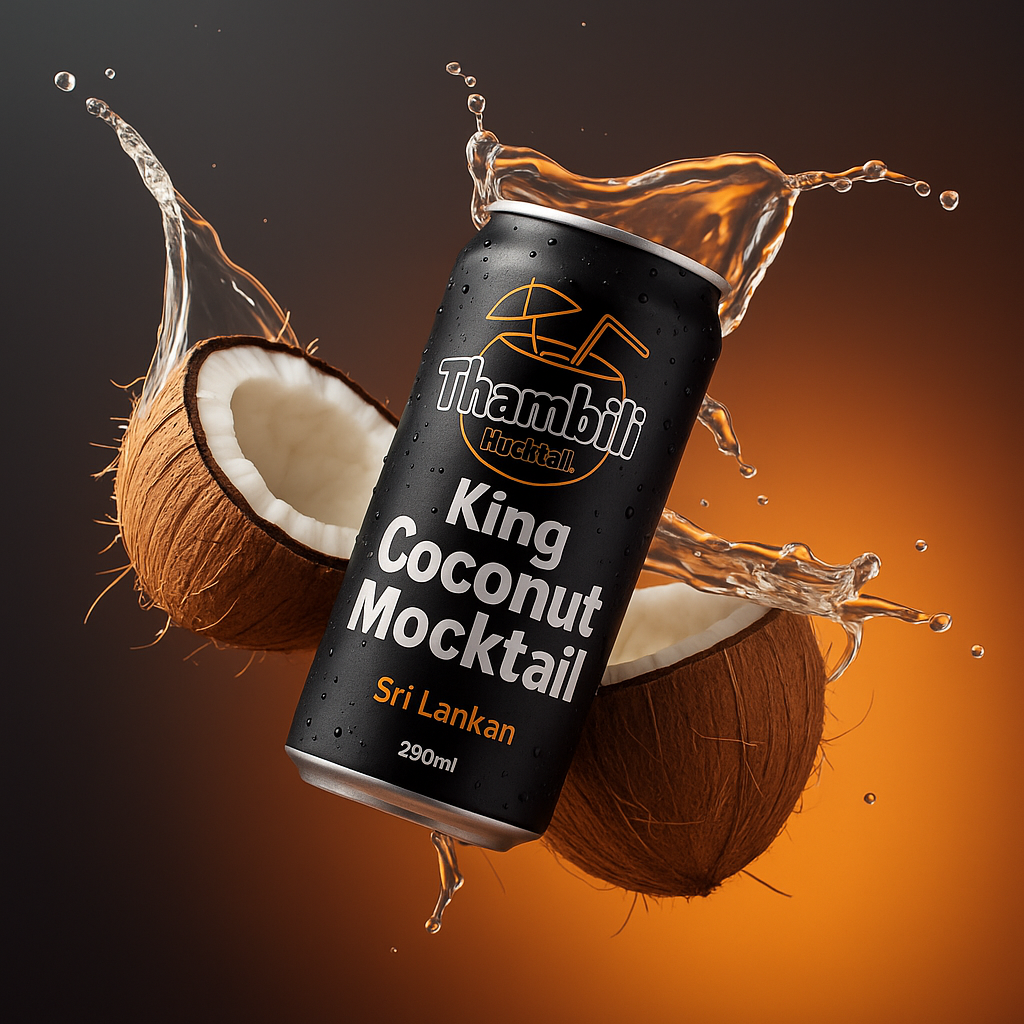 Thambili
Hucktail.
King
Coconut
Mocktail
Sri Lankan
290ml